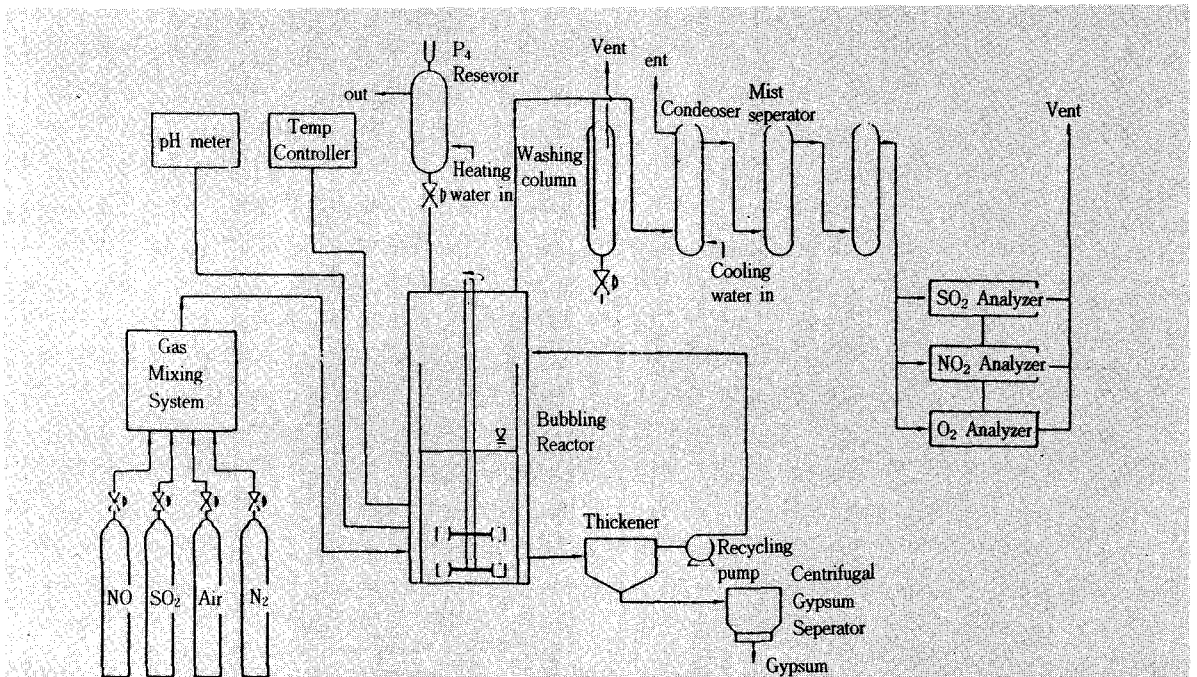 P4
Resevoir
out
Heating
water in
pH meter
Temp
Controller
Vent
ent
Washing
column
Condeoser
Mist
seperator
Cooling
water in
Vent
SO2 Analyzer
NO2 Analyzer
O2 Analyzer
Gas
Mixing
System
Bubbling
Reactor
NO
SO2
Air
N2
Thickener
Recycling
pump
Centrifugal
Gypsum
Seperator
Gypsum